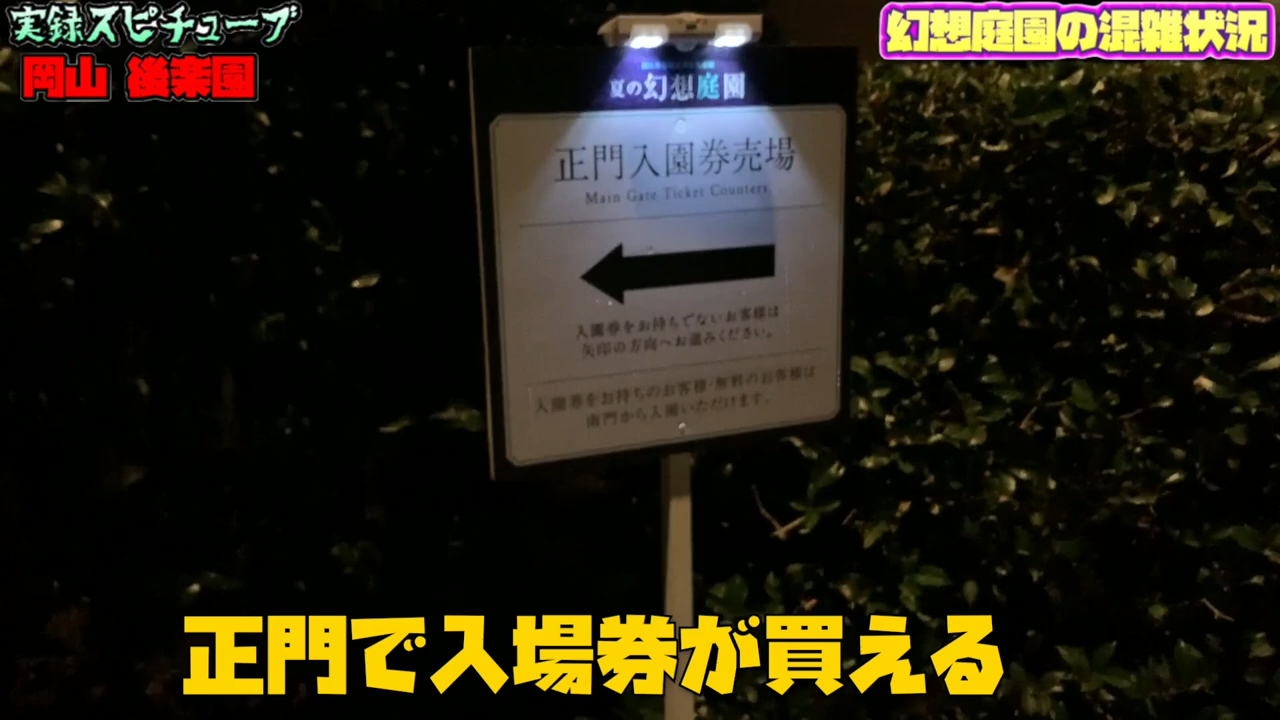 実録スピチューブ
岡山 後楽園
幻想庭園の混雑状況
夏の幻想庭園
正門入園券売場
Main Gate Ticket Counters
入園券をお持ちでないお客様は
矢印の方向へお進みください。
入園券をお持ちのお客様・無料のお客様は
南門から入園いただけます。
正門で入場券が買える